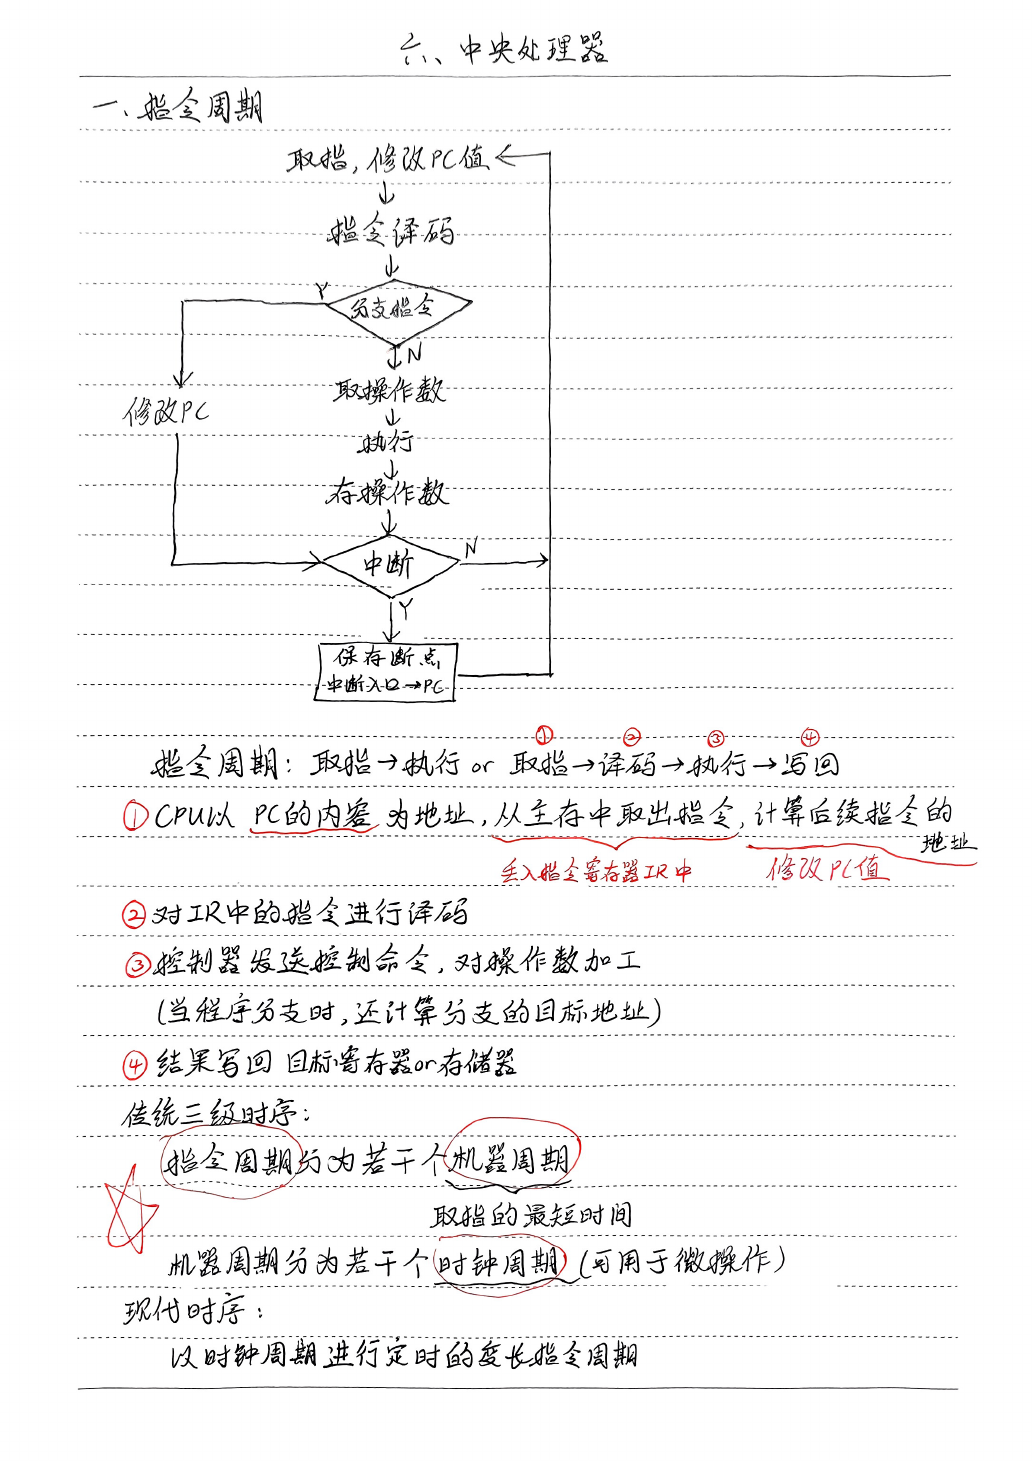 六、中央处理器
一、指令周期
取指,修改PC值
指令译码
Y
分支指令
N
取操作数
修改PC
执行
存操作数
中断
N
Y
保存断点
中断入口→PC
① ② ③ ④
指令周期: 取指→执行 or 取指→译码→执行→写回
①CPU以 PC的内容 为地址,从主存中取出指令,计算后续指令的
地址
丢入指令寄存器IR中 修改PC值
②对IR中的指令进行译码
③控制器发送控制命令,对操作数加工
(当程序分支时,还计算分支的目标地址)
④结果写回 目标寄存器or存储器
传统三级时序:
指令周期分为若干个机器周期
取指的最短时间
机器周期分为若干个时钟周期(可用于微操作)
现代时序:
以时钟周期进行定时的变长指令周期